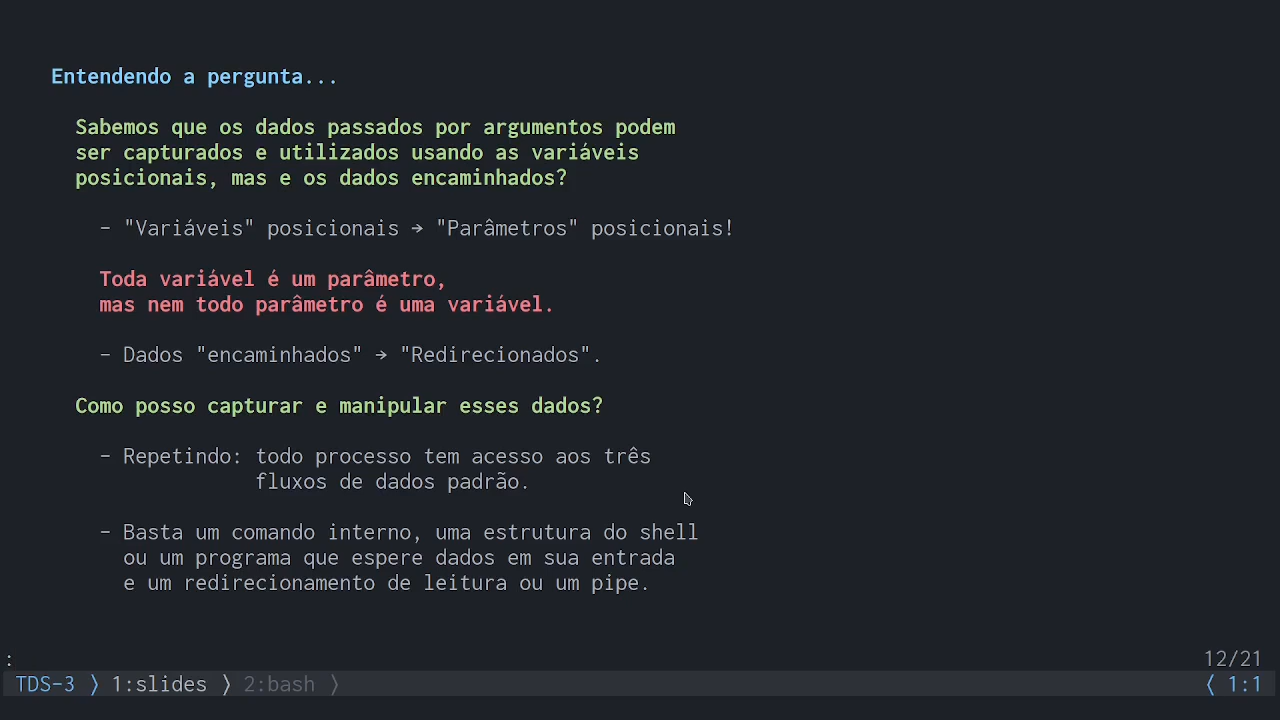 Entendendo a pergunta...
Sabemos que os dados passados por argumentos podem
ser capturados e utilizados usando as variáveis
posicionais, mas e os dados encaminhados?
- "Variáveis" posicionais → "Parâmetros" posicionais!
Toda variável é um parâmetro,
mas nem todo parâmetro é uma variável.
- Dados "encaminhados" → "Redirecionados".
Como posso capturar e manipular esses dados?
- Repetindo: todo processo tem acesso aos três
fluxos de dados padrão.
- Basta um comando interno, uma estrutura do shell
ou um programa que espere dados em sua entrada
e um redirecionamento de leitura ou um pipe.
: 12/21
TDS-3 ⟩ 1:slides ⟩ 2:bash ⟩ ⟨ 1:1